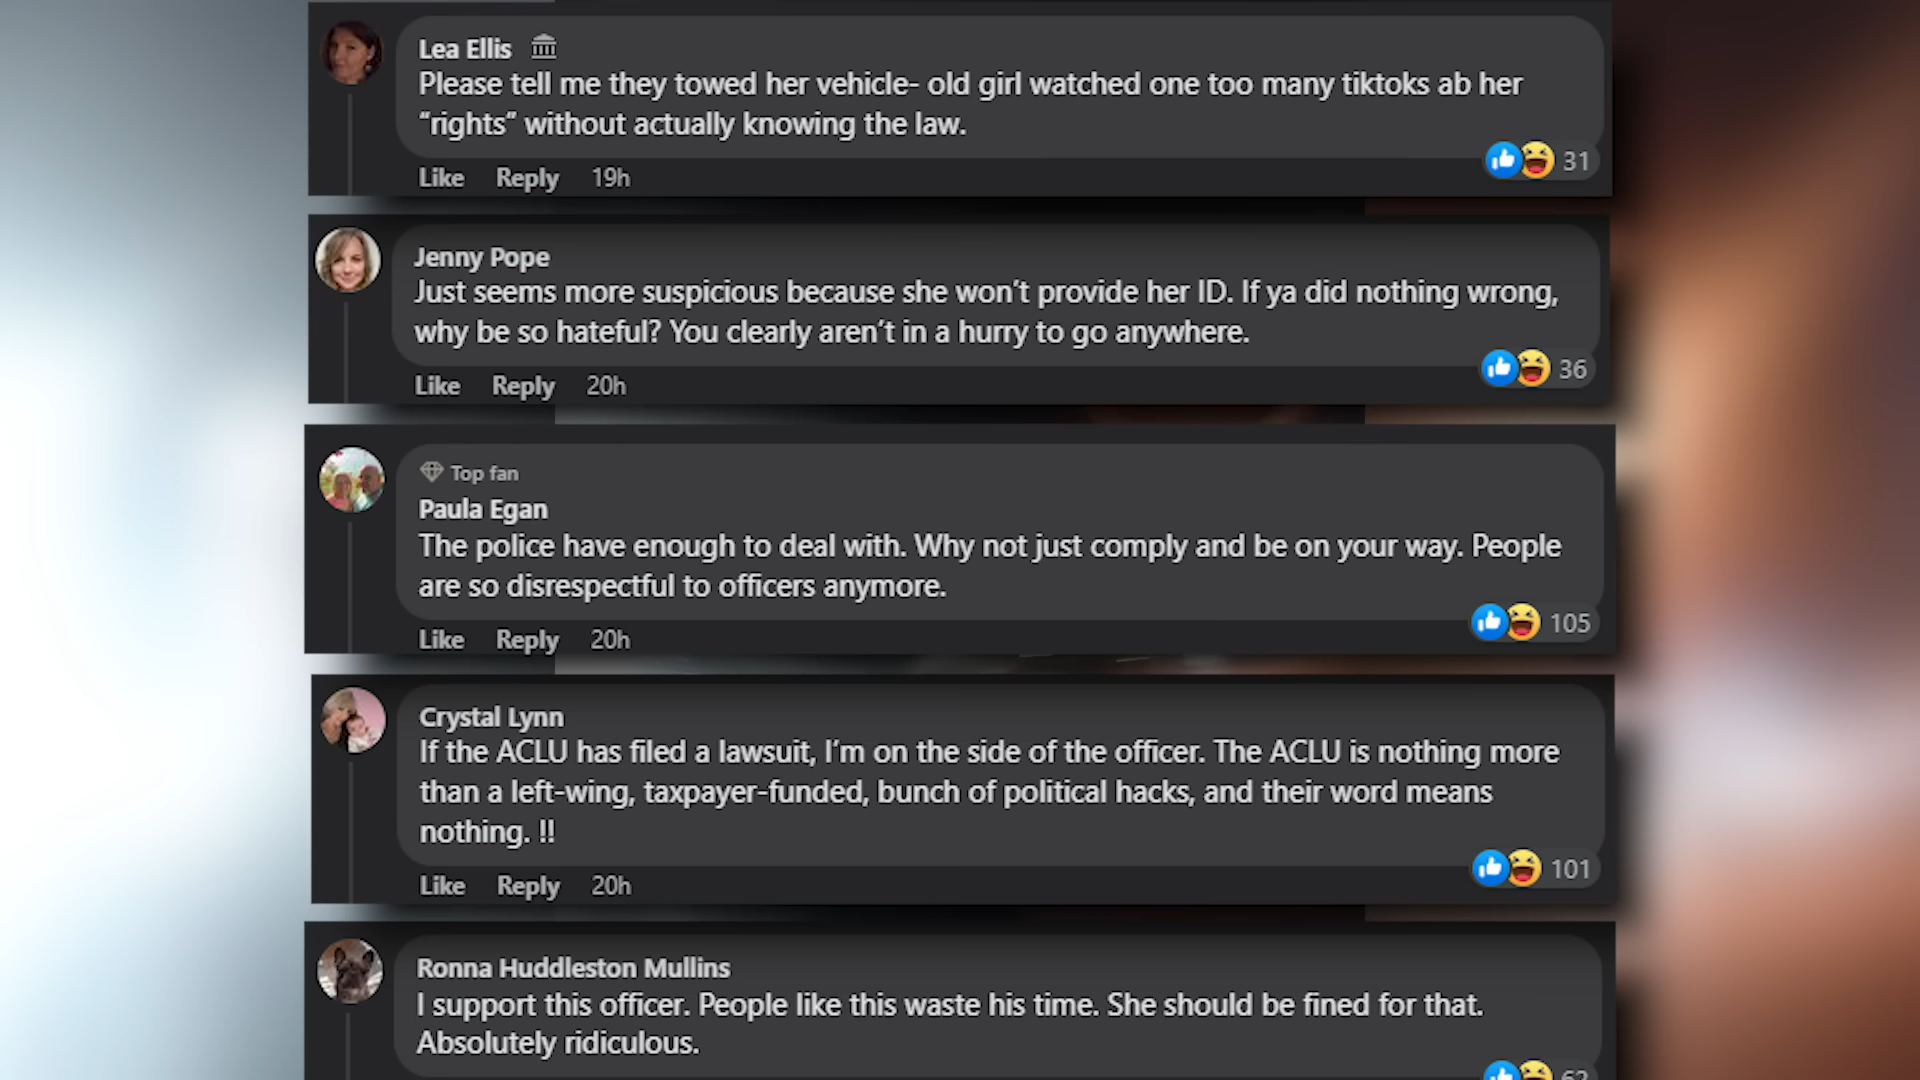 Lea Ellis
Please tell me they towed her vehicle- old girl watched one too many tiktoks ab her
“rights” without actually knowing the law.
31
Like Reply 19h
Jenny Pope
Just seems more suspicious because she won’t provide her ID. If ya did nothing wrong,
why be so hateful? You clearly aren’t in a hurry to go anywhere.
36
Like Reply 20h
Top fan
Paula Egan
The police have enough to deal with. Why not just comply and be on your way. People
are so disrespectful to officers anymore.
105
Like Reply 20h
Crystal Lynn
If the ACLU has filed a lawsuit, I’m on the side of the officer. The ACLU is nothing more
than a left-wing, taxpayer-funded, bunch of political hacks, and their word means
nothing. !!
101
Like Reply 20h
Ronna Huddleston Mullins
I support this officer. People like this waste his time. She should be fined for that.
Absolutely ridiculous.